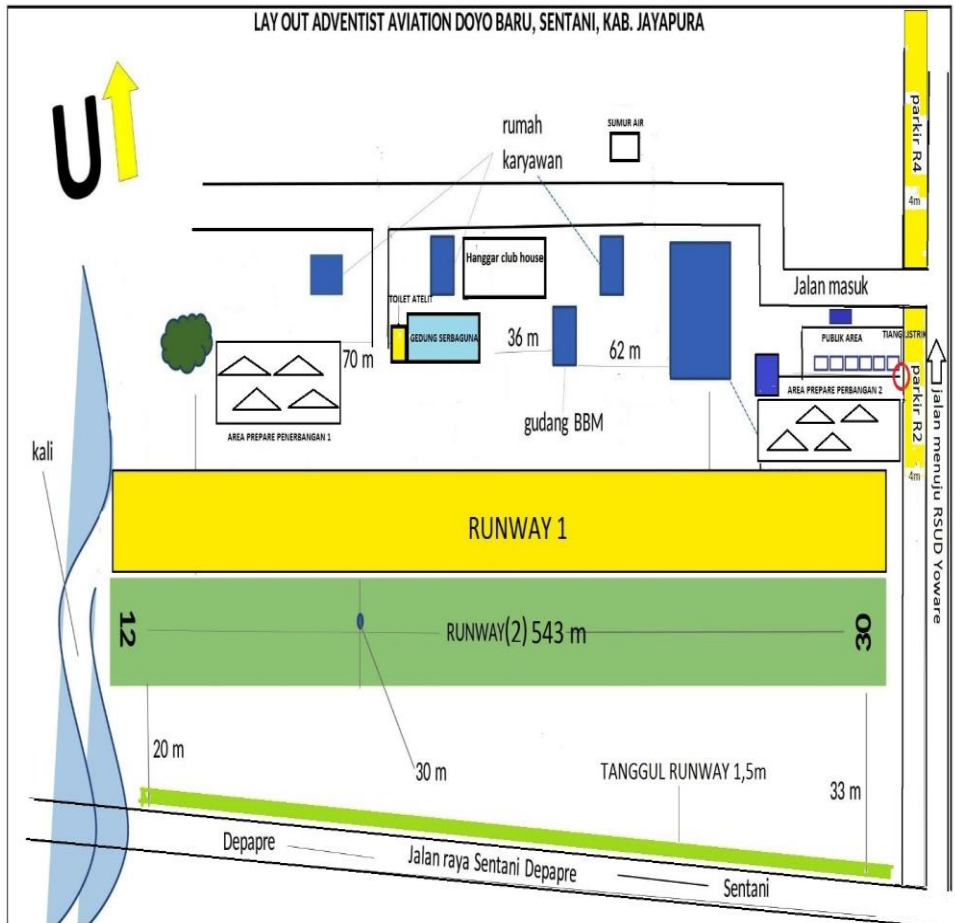 LAY OUT ADVENTIST AVIATION DOYO BARU, SENTANI, KAB. JAYAPURA
U
rumah
karyawan
SUMUR AIR
parkir R4
4m
Hanggar club house
Jalan masuk
TOILET ATELIT
GEDUNG SERBAGUNA
36 m
62 m
70 m
PUBLIK AREA
TIANG LISTRIK
AREA PREPARE PERBANGAN 2
parkir R2
4m
jalan menuju RSUD Yoware
gudang BBM
AREA PREPARE PENERBANGAN 1
kali
RUNWAY 1
12
RUNWAY(2) 543 m
30
20 m
30 m
TANGGUL RUNWAY 1,5m
33 m
Depapre
Jalan raya Sentani Depapre
Sentani